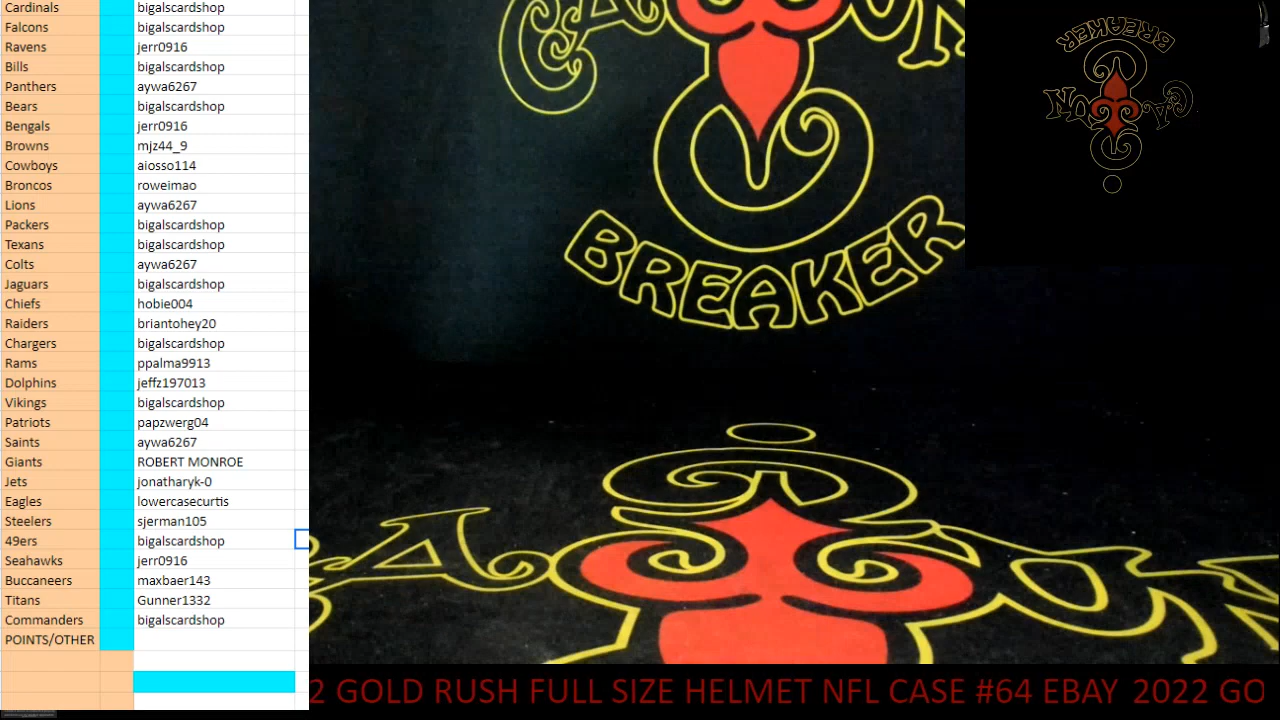 Cardinals bigalscardshop
Falcons bigalscardshop
Ravens jerr0916
Bills bigalscardshop
Panthers aywa6267
Bears bigalscardshop
Bengals jerr0916
Browns mjz44_9
Cowboys aiosso114
Broncos roweimao
Lions aywa6267
Packers bigalscardshop
Texans bigalscardshop
Colts aywa6267
Jaguars bigalscardshop
Chiefs hobie004
Raiders briantohey20
Chargers bigalscardshop
Rams ppalma9913
Dolphins jeffz197013
Vikings bigalscardshop
Patriots papzwerg04
Saints aywa6267
Giants ROBERT MONROE
Jets jonatharyk-0
Eagles lowercasecurtis
Steelers sjerman105
49ers bigalscardshop
Seahawks jerr0916
Buccaneers maxbaer143
Titans Gunner1332
Commanders bigalscardshop
POINTS/OTHER
BREAKER
BREAKER
2 GOLD RUSH FULL SIZE HELMET NFL CASE #64 EBAY 2022 GO